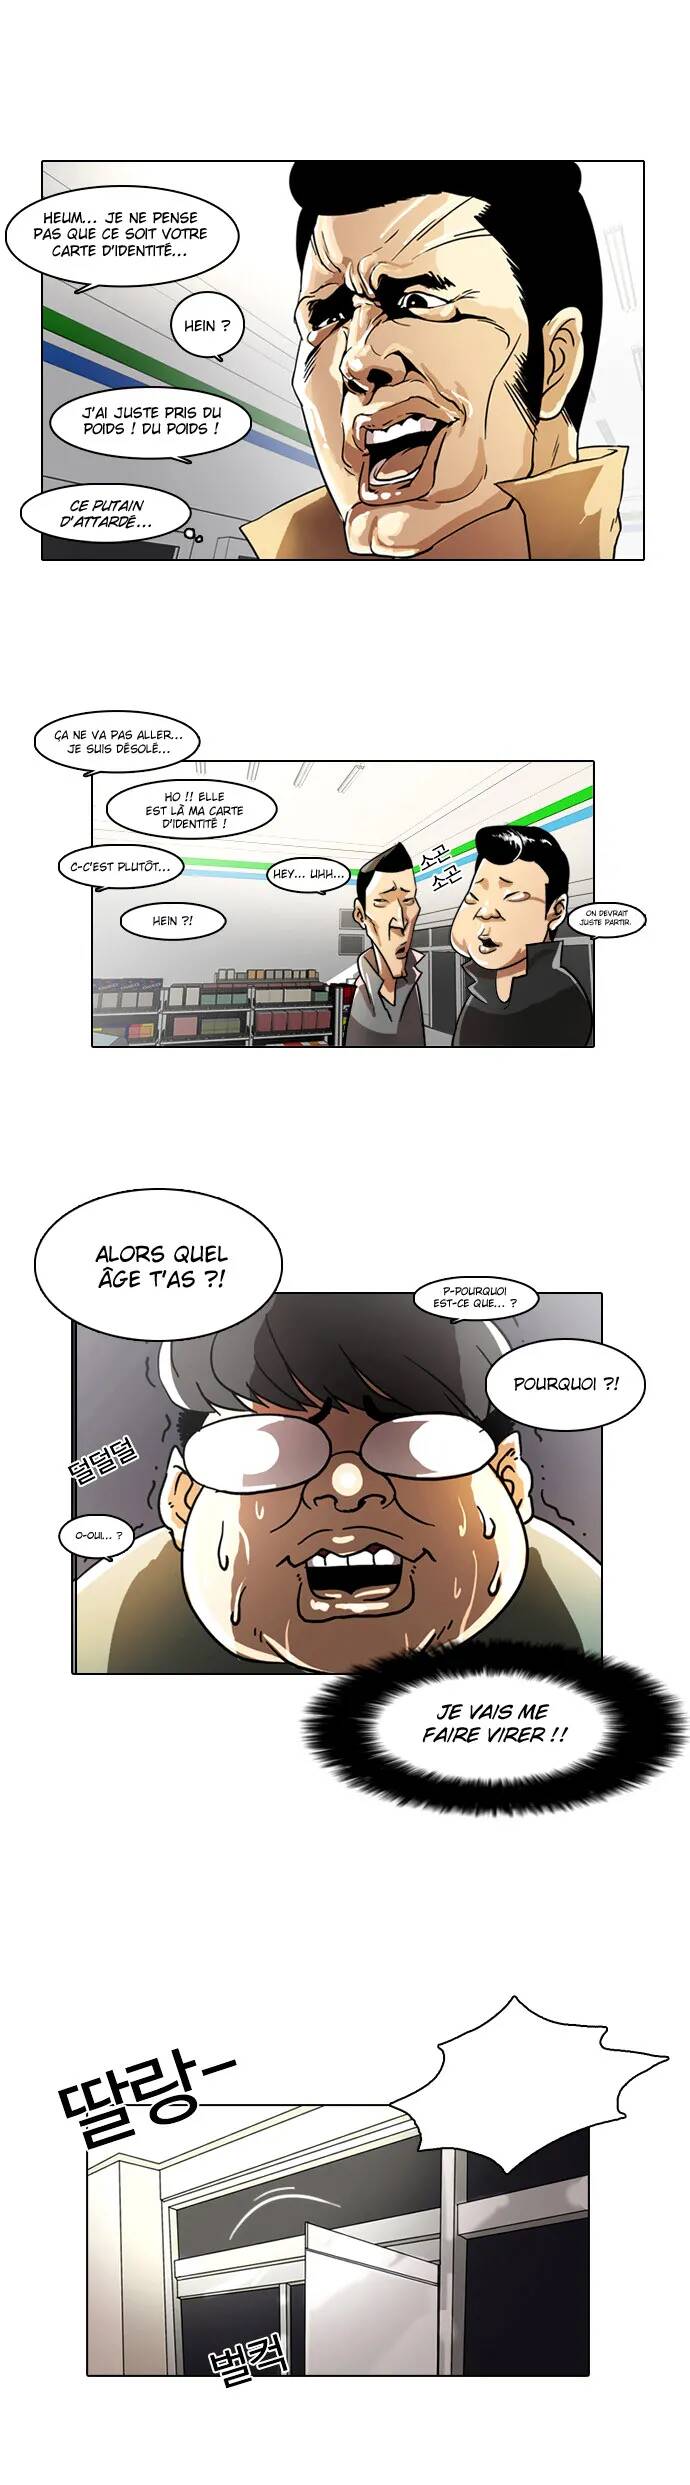 HEUM... JE NE PENSE
PAS QUE CE SOIT VOTRE
CARTE D'IDENTITÉ...
HEIN ?
J'AI JUSTE PRIS DU
POIDS ! DU POIDS !
CE PUTAIN
D'ATTARDÉ...
ÇA NE VA PAS ALLER...
JE SUIS DÉSOLÉ...
HO !! ELLE
EST LÀ MA CARTE
D'IDENTITÉ !
C-C'EST PLUTÔT...
HEY... UHH...
소곤
소곤
HEIN ?!
ON DEVRAIT
JUSTE PARTIR.
ALORS QUEL
ÂGE T'AS ?!
P-POURQUOI
EST-CE QUE... ?
POURQUOI ?!
덜덜덜
O-OUI... ?
JE VAIS ME
FAIRE VIRER !!
딸랑-
벌컥